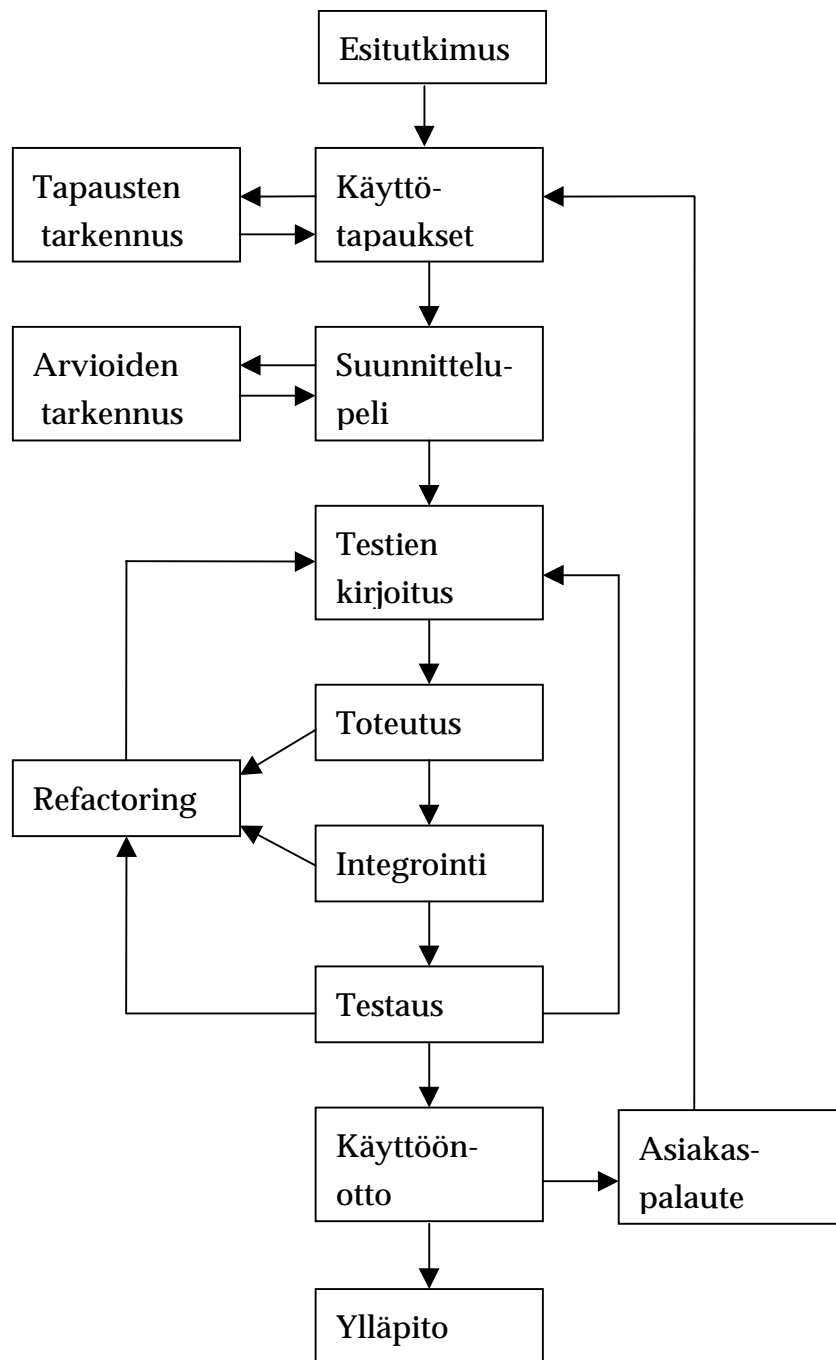 Esitutkimus
Tapausten
tarkennus
Käyttö-
tapaukset
Arvioiden
tarkennus
Suunnittelu-
peli
Testien
kirjoitus
Toteutus
Refactoring
Integrointi
Testaus
Käyttöön-
otto
Asiakas-
palaute
Ylläpito